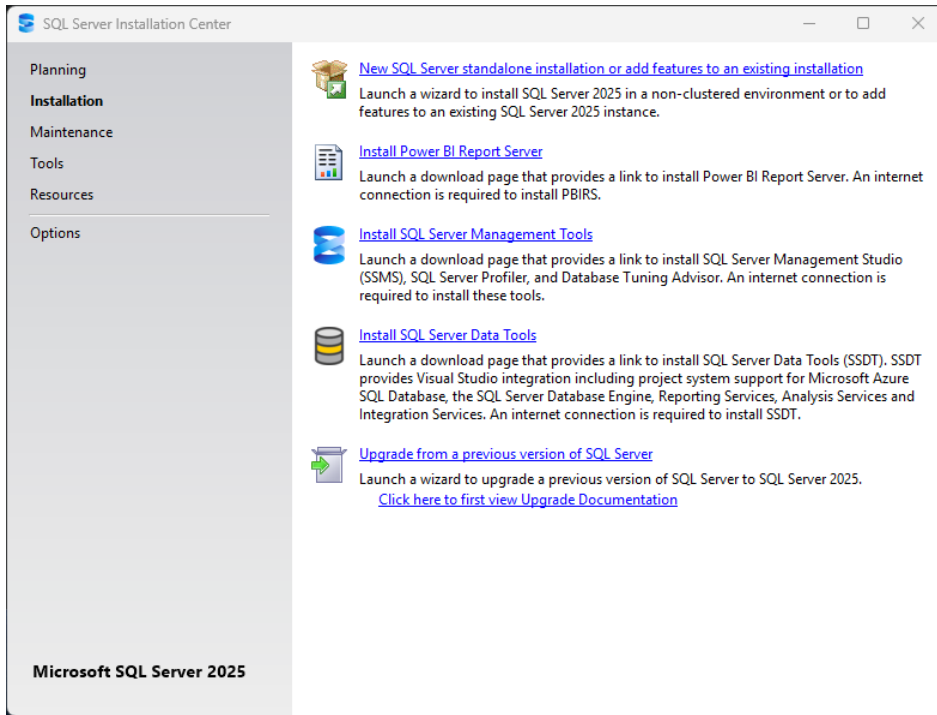 SQL Server Installation Center
Planning
Installation
Maintenance
Tools
Resources
Options
Microsoft SQL Server 2025
New SQL Server standalone installation or add features to an existing installation
Launch a wizard to install SQL Server 2025 in a non-clustered environment or to add
features to an existing SQL Server 2025 instance.
Install Power BI Report Server
Launch a download page that provides a link to install Power BI Report Server. An internet
connection is required to install PBIRS.
Install SQL Server Management Tools
Launch a download page that provides a link to install SQL Server Management Studio
(SSMS), SQL Server Profiler, and Database Tuning Advisor. An internet connection is
required to install these tools.
Install SQL Server Data Tools
Launch a download page that provides a link to install SQL Server Data Tools (SSDT). SSDT
provides Visual Studio integration including project system support for Microsoft Azure
SQL Database, the SQL Server Database Engine, Reporting Services, Analysis Services and
Integration Services. An internet connection is required to install SSDT.
Upgrade from a previous version of SQL Server
Launch a wizard to upgrade a previous version of SQL Server to SQL Server 2025.
Click here to first view Upgrade Documentation